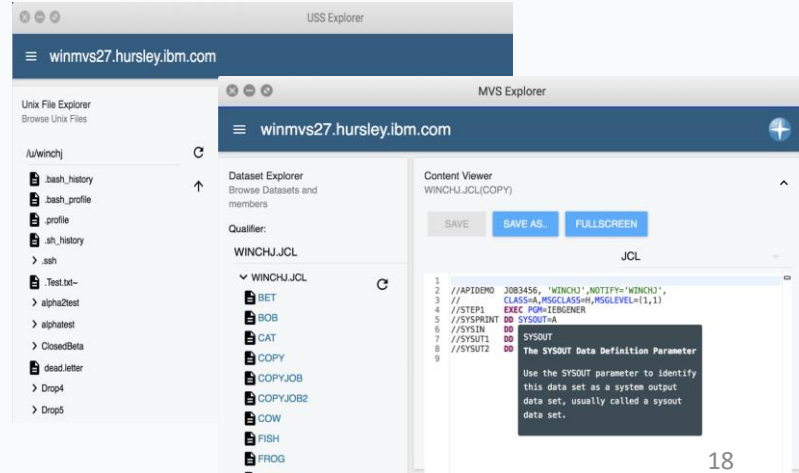 USS Explorer
winmvs27.hursley.ibm.com
Unix File Explorer
Browse Unix Files
/u/winchj
.bash_history
.bash_profile
.profile
.sh_history
.ssh
.Test.txt~
alpha2test
alphatest
ClosedBeta
dead.letter
Drop4
Drop5
MVS Explorer
winmvs27.hursley.ibm.com
Dataset Explorer
Browse Datasets and
members
Qualifier:
WINCHJ.JCL
WINCHJ.JCL
BET
BOB
CAT
COPY
COPYJOB
COPYJOB2
COW
FISH
FROG
Content Viewer
WINCHJ.JCL(COPY)
SAVE
SAVE AS..
FULLSCREEN
JCL
1
2 //APIDEMO JOB3456, 'WINCHJ',NOTIFY='WINCHJ',
3 // CLASS=A,MSGCLASS=H,MSGLEVEL=(1,1)
4 //STEP1 EXEC PGM=IEBGENER
5 //SYSPRINT DD SYSOUT=A
6 //SYSIN DD
7 //SYSUT1 DD
8 //SYSUT2 DD
9
SYSOUT
The SYSOUT Data Definition Parameter
Use the SYSOUT parameter to identify
this data set as a system output
data set, usually called a sysout
data set.
18